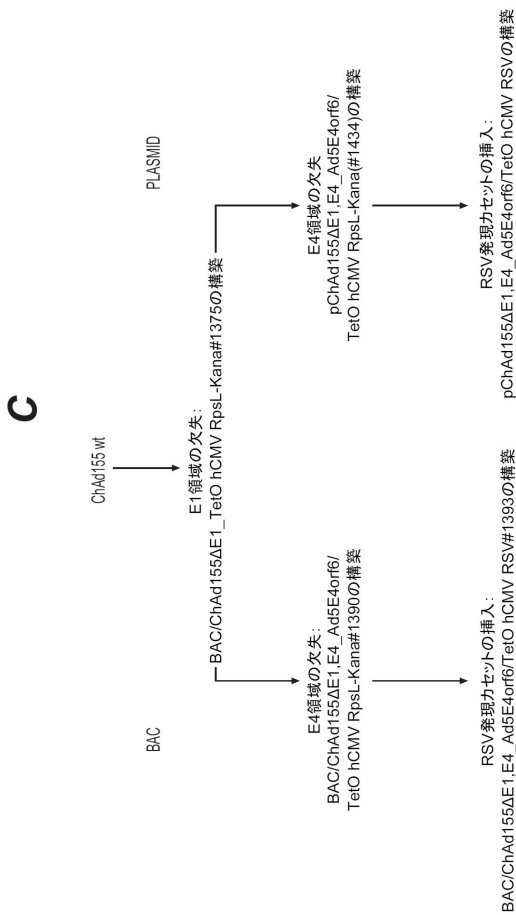 C
ChAd155 wt
BAC
PLASMID
E1領域の欠失:
BAC/ChAd155ΔE1_TetO hCMV RpsL-Kana#1375の構築
E4領域の欠失:
BAC/ChAd155ΔE1,E4_Ad5E4orf6/
TetO hCMV RpsL-Kana#1390の構築
E4領域の欠失
pChAd155ΔE1,E4_Ad5E4orf6/
TetO hCMV RpsL-Kana(#1434)の構築
RSV発現カセットの挿入:
BAC/ChAd155ΔE1,E4_Ad5E4orf6/TetO hCMV RSV#1393の構築
RSV発現カセットの挿入:
pChAd155ΔE1,E4_Ad5E4orf6/TetO hCMV RSVの構築